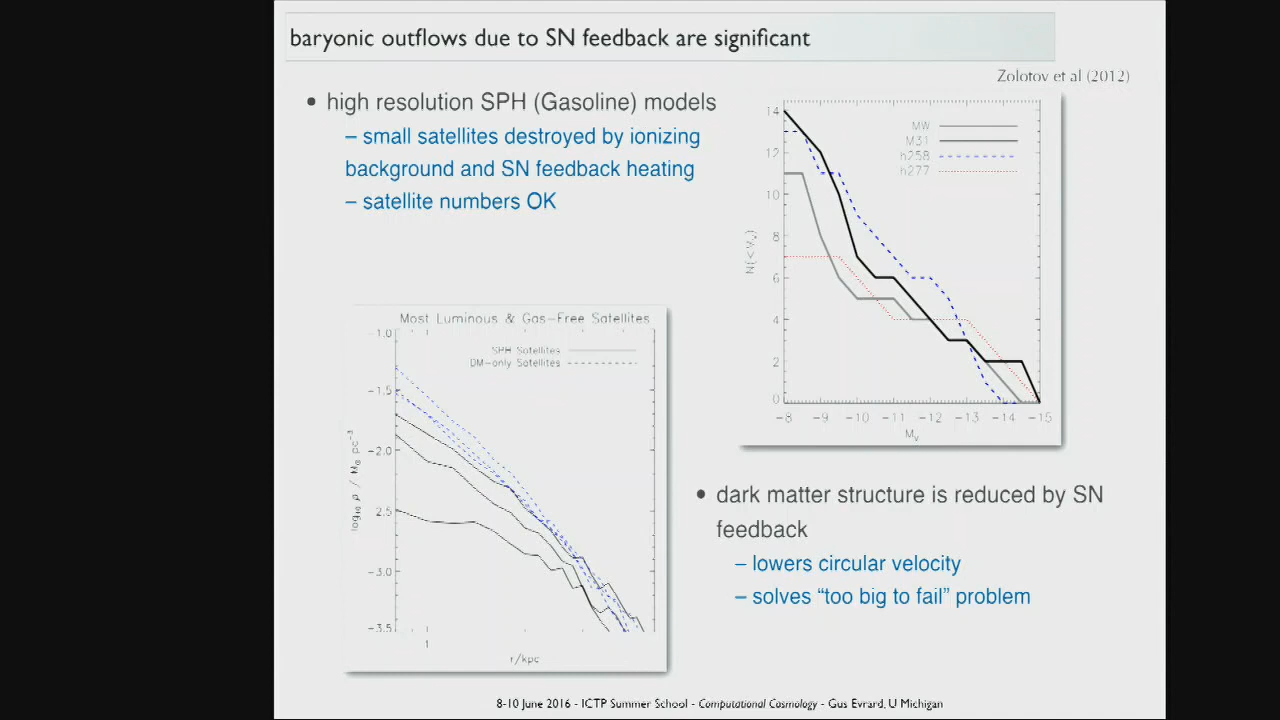 baryonic outflows due to SN feedback are significant
Zolotov et al (2012)
• high resolution SPH (Gasoline) models
– small satellites destroyed by ionizing
background and SN feedback heating
– satellite numbers OK
14
12
10
8
6
4
2
0
N(<Mᵥ)
MW
M31
h258
h277
-8 -9 -10 -11 -12 -13 -14 -15
Mᵥ
Most Luminous & Gas-Free Satellites
SPH Satellites
DM-only Satellites
-1.0
-1.5
-2.0
-2.5
-3.0
-3.5
log₁₀ ρ / M⊙ pc⁻³
1
r/kpc
• dark matter structure is reduced by SN
feedback
– lowers circular velocity
– solves “too big to fail” problem
8-10 June 2016 - ICTP Summer School - Computational Cosmology - Gus Evrard, U Michigan